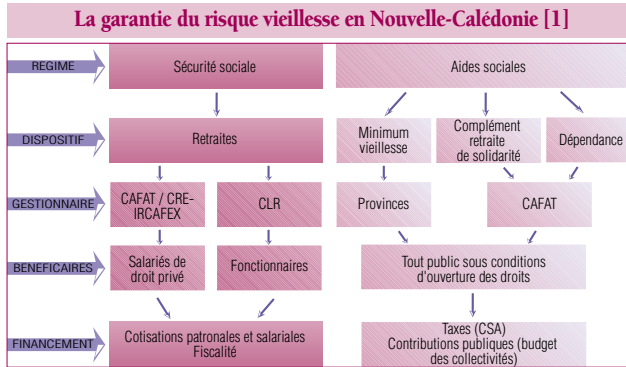 La garantie du risque vieillesse en Nouvelle-Calédonie [1]
REGIME
Sécurité sociale
Aides sociales
DISPOSITIF
Retraites
Minimum
vieillesse
Complément
retraite
de solidarité
Dépendance
GESTIONNAIRE
CAFAT / CRE-
IRCAFEX
CLR
Provinces
CAFAT
BENEFICAIRES
Salariés de
droit privé
Fonctionnaires
Tout public sous conditions
d'ouverture des droits
FINANCEMENT
Cotisations patronales et salariales
Fiscalité
Taxes (CSA)
Contributions publiques (budget
des collectivités)